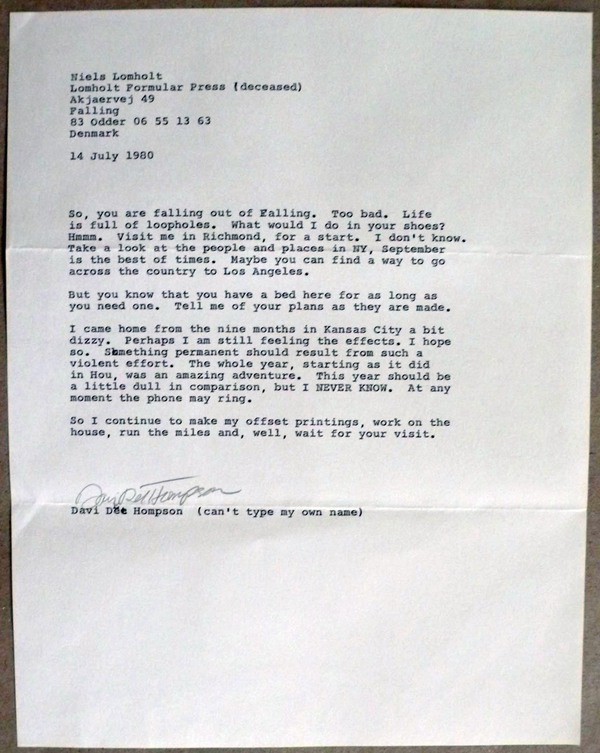 Niels Lomholt
Lomholt Formular Press (deceased)
Akjaervej 49
Falling
83 Odder 06 55 13 63
Denmark
14 July 1980
So, you are falling out of Falling. Too bad. Life
is full of loopholes. What would I do in your shoes?
Hmmm. Visit me in Richmond, for a start. I don't know.
Take a look at the people and places in NY, September
is the best of times. Maybe you can find a way to go
across the country to Los Angeles.
But you know that you have a bed here for as long as
you need one. Tell me of your plans as they are made.
I came home from the nine months in Kansas City a bit
dizzy. Perhaps I am still feeling the effects. I hope
so. Something permanent should result from such a
violent effort. The whole year, starting as it did
in Hou, was an amazing adventure. This year should be
a little dull in comparison, but I NEVER KNOW. At any
moment the phone may ring.
So I continue to make my offset printings, work on the
house, run the miles and, well, wait for your visit.
Davi Det Hompson (can't type my own name)